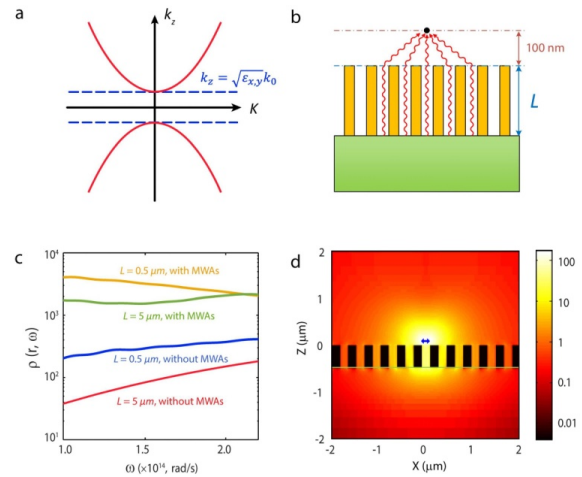 a
k_z
k_z = √ε_{x,y}k_0
K
b
100 nm
L
c
ρ (r, ω)
10^4
10^3
10^2
10^1
L = 0.5 μm, with MWAs
L = 5 μm, with MWAs
L = 0.5 μm, without MWAs
L = 5 μm, without MWAs
1.0
1.5
2.0
ω (×10^14, rad/s)
d
Z (μm)
2
1
0
-1
-2
-2
-1
0
1
2
X (μm)
100
10
1
0.1
0.01